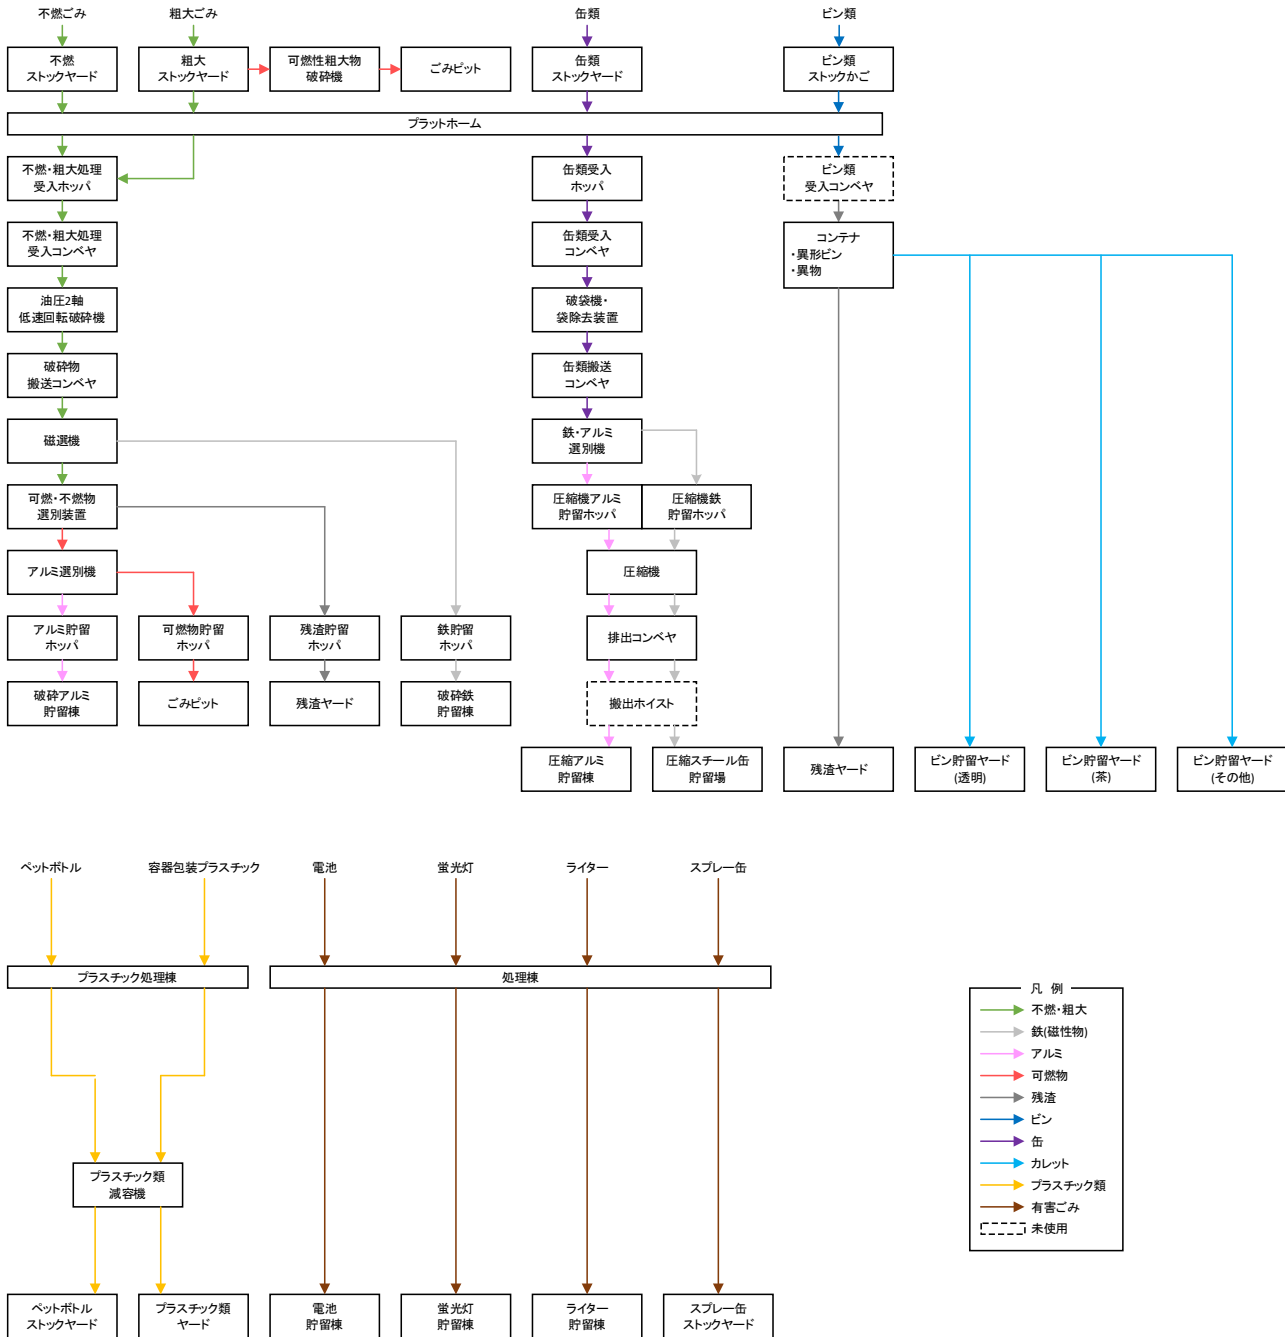 不燃ごみ
粗大ごみ
缶類
ビン類
不燃
ストックヤード
粗大
ストックヤード
可燃性粗大物
破砕機
ごみピット
缶類
ストックヤード
ビン類
ストックかご
プラットホーム
不燃・粗大処理
受入ホッパ
缶類受入
ホッパ
ビン類
受入コンベヤ
不燃・粗大処理
受入コンベヤ
缶類受入
コンベヤ
コンテナ
・異形ビン
・異物
油圧2軸
低速回転破砕機
破袋機・
袋除去装置
破砕物
搬送コンベヤ
缶類搬送
コンベヤ
磁選機
鉄・アルミ
選別機
可燃・不燃物
選別装置
圧縮機アルミ
貯留ホッパ
圧縮機鉄
貯留ホッパ
アルミ選別機
圧縮機
アルミ貯留
ホッパ
可燃物貯留
ホッパ
残渣貯留
ホッパ
鉄貯留
ホッパ
排出コンベヤ
破砕アルミ
貯留棟
ごみピット
残渣ヤード
破砕鉄
貯留棟
搬出ホイスト
圧縮アルミ
貯留棟
圧縮スチール缶
貯留場
残渣ヤード
ビン貯留ヤード
(透明)
ビン貯留ヤード
(茶)
ビン貯留ヤード
(その他)
ペットボトル
容器包装プラスチック
電池
蛍光灯
ライター
スプレー缶
プラスチック処理棟
処理棟
プラスチック類
減容機
ペットボトル
ストックヤード
プラスチック類
ヤード
電池
貯留棟
蛍光灯
貯留棟
ライター
貯留棟
スプレー缶
ストックヤード
凡 例
不燃・粗大
鉄(磁性物)
アルミ
可燃物
残渣
ビン
缶
カレット
プラスチック類
有害ごみ
未使用